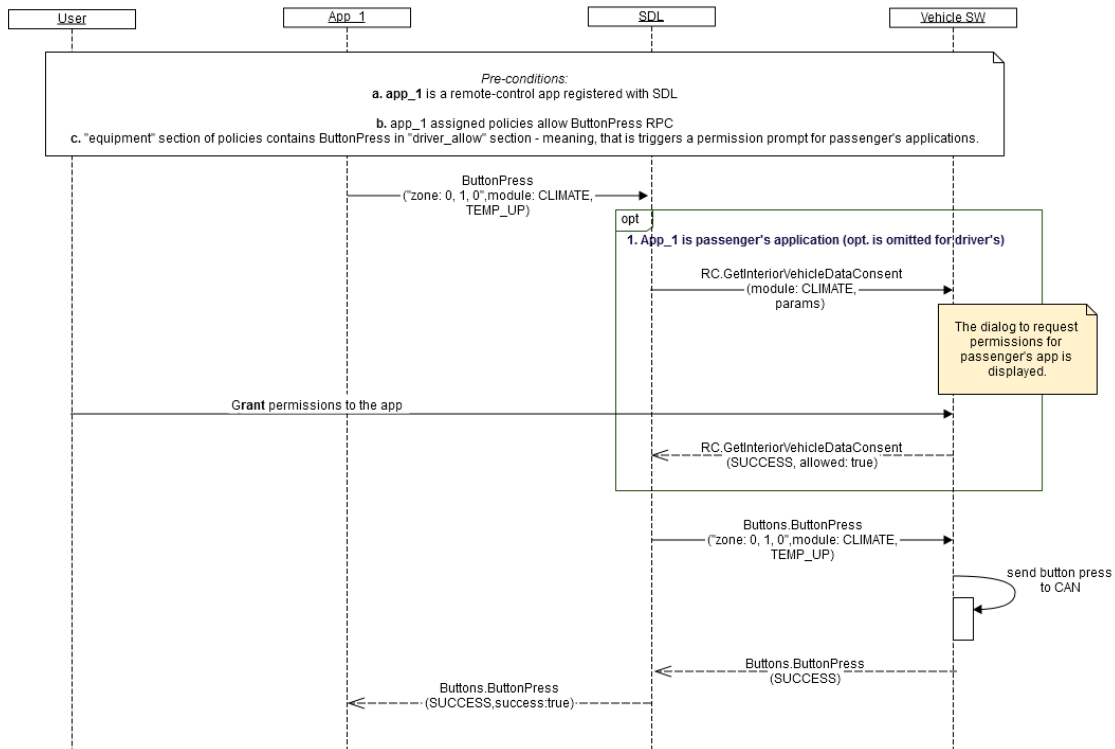 User
App_1
SDL
Vehicle SW
Pre-conditions:
a. app_1 is a remote-control app registered with SDL
b. app_1 assigned policies allow ButtonPress RPC
c. "equipment" section of policies contains ButtonPress in "driver_allow" section - meaning, that is triggers a permission prompt for passenger's applications.
ButtonPress
("zone: 0, 1, 0",module: CLIMATE,
TEMP_UP)
opt
1. App_1 is passenger's application (opt. is omitted for driver's)
RC.GetInteriorVehicleDataConsent
(module: CLIMATE,
params)
The dialog to request
permissions for
passenger's app is
displayed.
Grant permissions to the app
RC.GetInteriorVehicleDataConsent
(SUCCESS, allowed: true)
Buttons.ButtonPress
("zone: 0, 1, 0",module: CLIMATE,
TEMP_UP)
send button press
to CAN
Buttons.ButtonPress
(SUCCESS)
Buttons.ButtonPress
(SUCCESS,success:true)